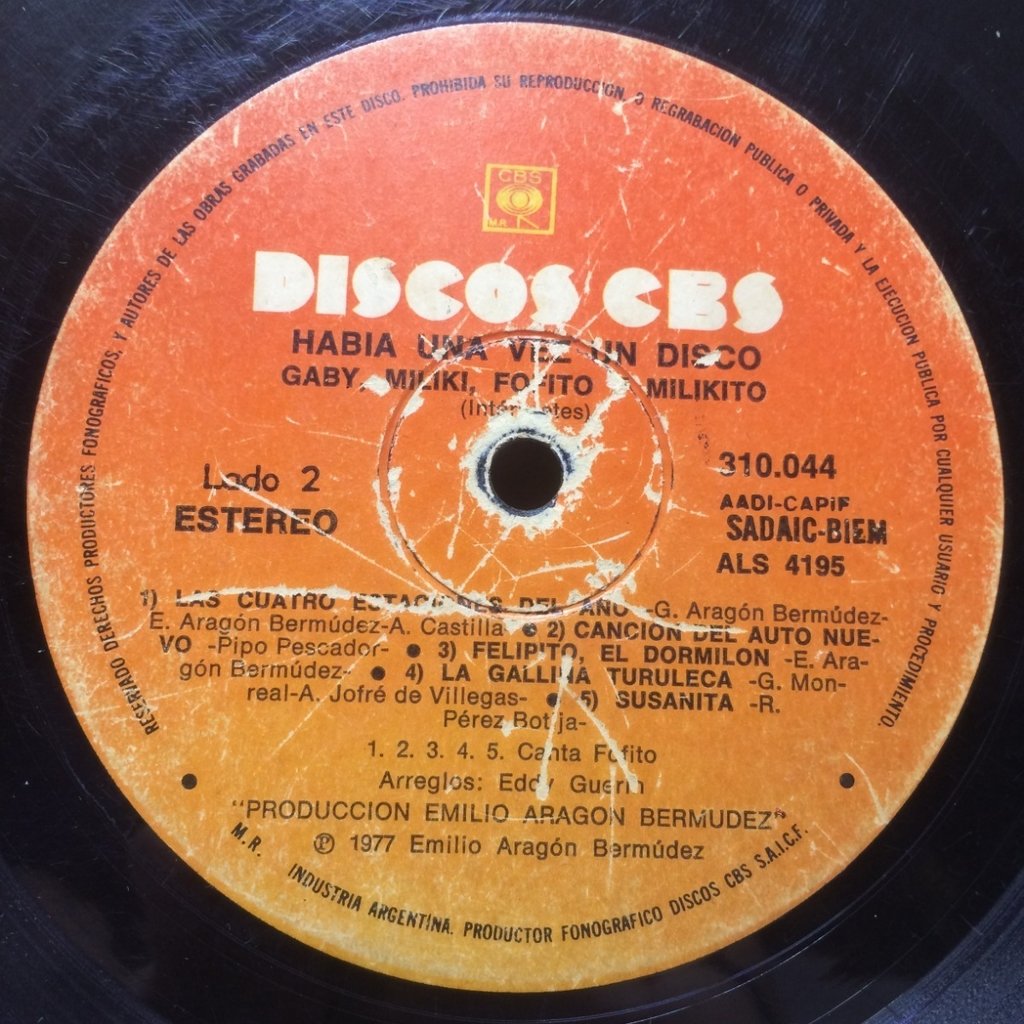 RESERVADO DERECHOS PRODUCTORES FONOGRAFICOS, Y AUTORES DE LAS OBRAS GRABADAS EN ESTE DISCO. PROHIBIDA SU REPRODUCCION, O REGRABACION PUBLICA O PRIVADA Y LA EJECUCION PUBLICA POR CUALQUIER USUARIO Y PROCEDIMIENTO.
CBS
M.R.
DISCOS CBS
HABIA UNA VEZ UN DISCO
GABY, MILIKI, FOFITO MILIKITO
Lado 2
ESTEREO
310.044
AADI-CAPIF
SADAIC-BIEM
ALS 4195
1) LAS CUATRO ESTACIONES DEL AÑO -G. Aragón Bermúdez-
E. Aragón Bermúdez-A. Castilla ● 2) CANCION DEL AUTO NUE-
VO -Pipo Pescador- ● 3) FELIPITO, EL DORMILON -E. Ara-
gón Bermúdez- ● 4) LA GALLINA TURULECA -G. Mon-
real-A. Jofré de Villegas- ● 5) SUSANITA -R.
Pérez Botija-
1. 2. 3. 4. 5. Canta Fofito
Arreglos: Eddy Guerin
"PRODUCCION EMILIO ARAGON BERMUDEZ"
℗ 1977 Emilio Aragón Bermúdez
M.R. INDUSTRIA ARGENTINA. PRODUCTOR FONOGRAFICO DISCOS CBS S.A.I.C.F.